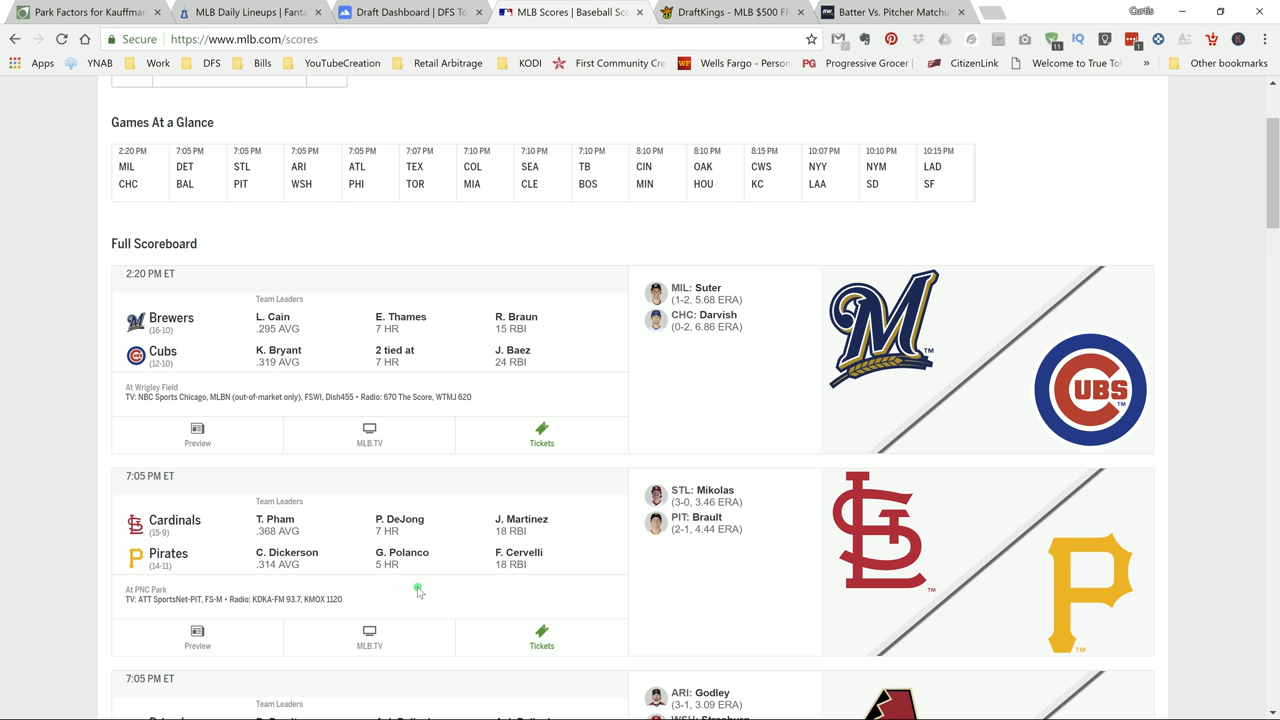 Park Factors for Kauffma
MLB Daily Lineups | Fanta
Draft Dashboard | DFS To
MLB Scores | Baseball Sco
DraftKings - MLB $500 FR
Batter Vs. Pitcher Matchu
Curtis
Secure
https://www.mlb.com/scores
Apps
YNAB
Work
DFS
Bills
YouTubeCreation
Retail Arbitrage
KODI
First Community Cre
Wells Fargo - Person
Progressive Grocer |
CitizenLink
Welcome to True To
Other bookmarks
Games At a Glance
2:20 PM 7:05 PM 7:05 PM 7:05 PM 7:05 PM 7:07 PM 7:10 PM 7:10 PM 7:10 PM 8:10 PM 8:10 PM 8:15 PM 10:07 PM 10:10 PM 10:15 PM
MIL DET STL ARI ATL TEX COL SEA TB CIN OAK CWS NYY NYM LAD
CHC BAL PIT WSH PHI TOR MIA CLE BOS MIN HOU KC LAA SD SF
Full Scoreboard
2:20 PM ET
Team Leaders
Brewers
(16-10)
L. Cain
.295 AVG
E. Thames
7 HR
R. Braun
15 RBI
Cubs
(12-10)
K. Bryant
.319 AVG
2 tied at
7 HR
J. Baez
24 RBI
At Wrigley Field
TV: NBC Sports Chicago, MLBN (out-of-market only), FSWI, Dish455 • Radio: 670 The Score, WTMJ 620
Preview
MLB.TV
Tickets
MIL: Suter
(1-2, 5.68 ERA)
CHC: Darvish
(0-2, 6.86 ERA)
M
TM
CUBS
TM
7:05 PM ET
Team Leaders
Cardinals
(15-9)
T. Pham
.368 AVG
P. DeJong
7 HR
J. Martinez
18 RBI
Pirates
(14-11)
C. Dickerson
.314 AVG
G. Polanco
5 HR
F. Cervelli
18 RBI
At PNC Park
TV: ATT SportsNet-PIT, FS-M • Radio: KDKA-FM 93.7, KMOX 1120
Preview
MLB.TV
Tickets
STL: Mikolas
(3-0, 3.46 ERA)
PIT: Brault
(2-1, 4.44 ERA)
STL
TM
P
TM
7:05 PM ET
Team Leaders
ARI: Godley
(3-1, 3.09 ERA)